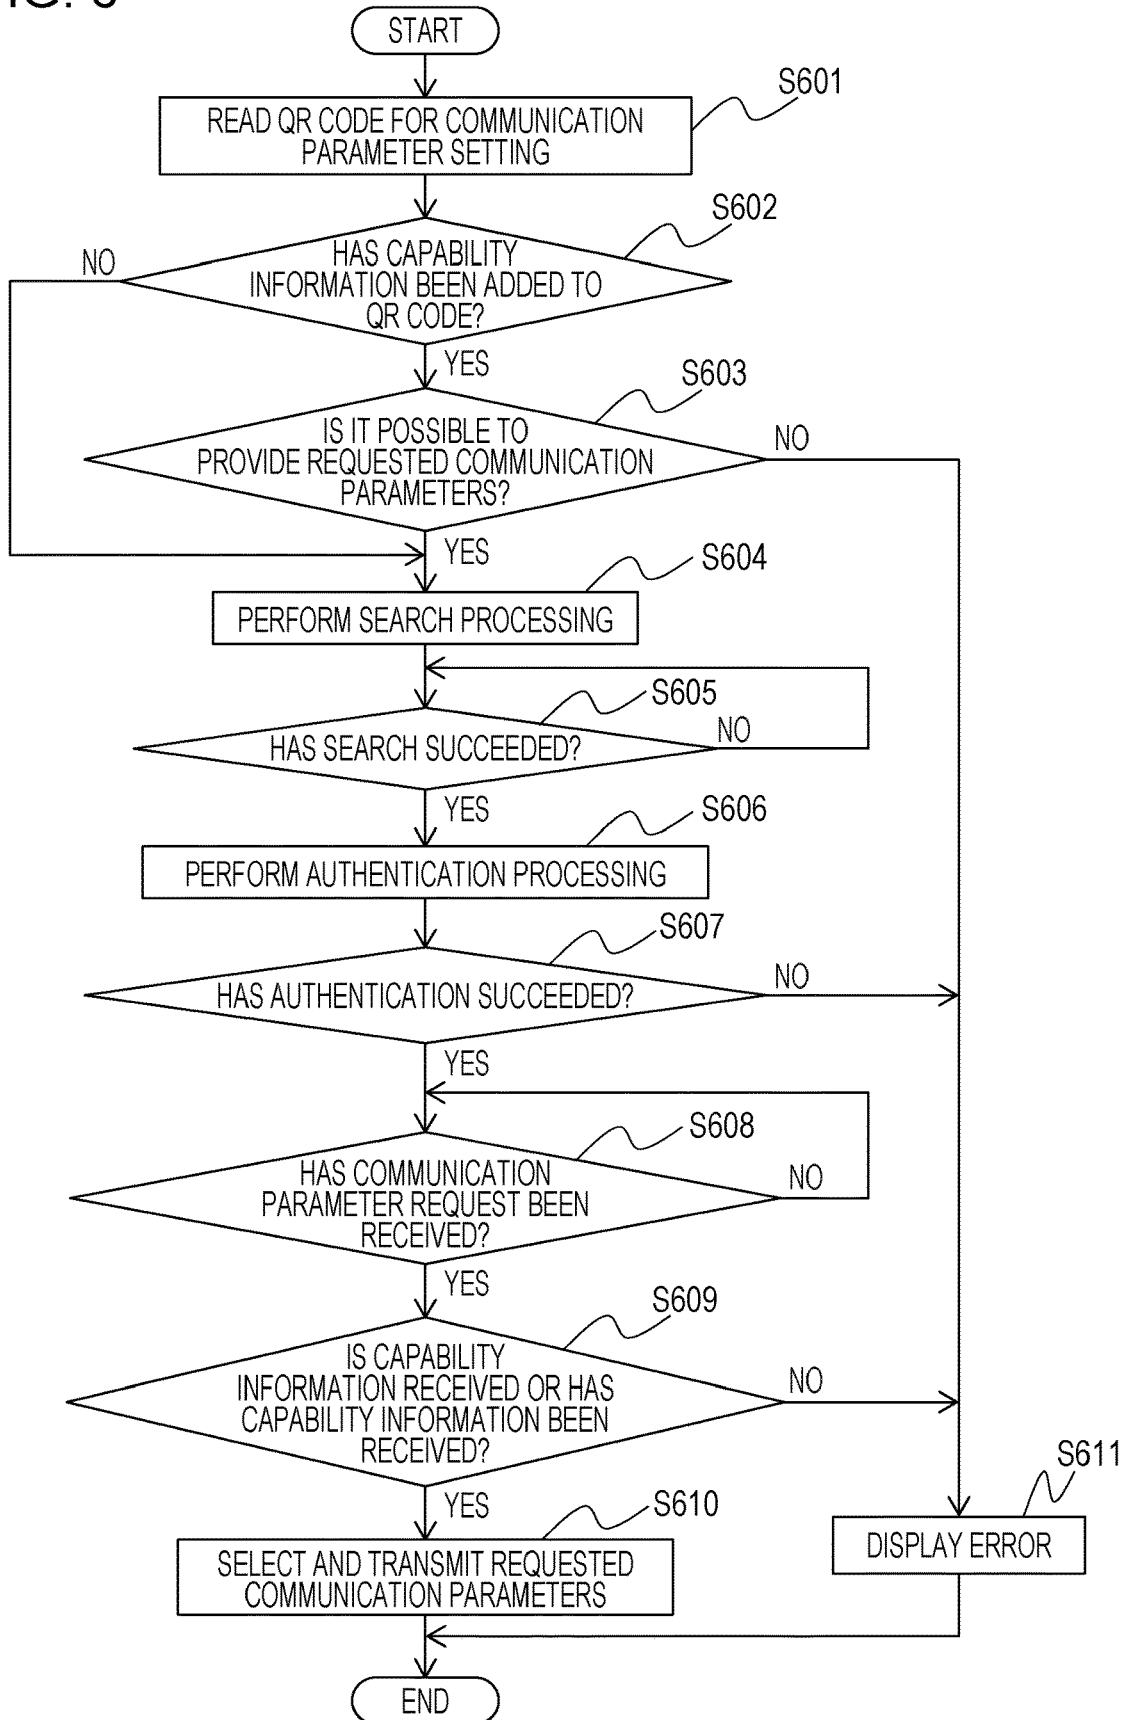 START
S601
READ QR CODE FOR COMMUNICATION
PARAMETER SETTING
S602
NO
HAS CAPABILITY
INFORMATION BEEN ADDED TO
QR CODE?
YES
S603
IS IT POSSIBLE TO
PROVIDE REQUESTED COMMUNICATION
PARAMETERS?
NO
YES
S604
PERFORM SEARCH PROCESSING
S605
HAS SEARCH SUCCEEDED?
NO
YES
S606
PERFORM AUTHENTICATION PROCESSING
S607
HAS AUTHENTICATION SUCCEEDED?
NO
YES
S608
HAS COMMUNICATION
PARAMETER REQUEST BEEN
RECEIVED?
NO
YES
S609
IS CAPABILITY
INFORMATION RECEIVED OR HAS
CAPABILITY INFORMATION BEEN
RECEIVED?
NO
YES
S610
SELECT AND TRANSMIT REQUESTED
COMMUNICATION PARAMETERS
S611
DISPLAY ERROR
END